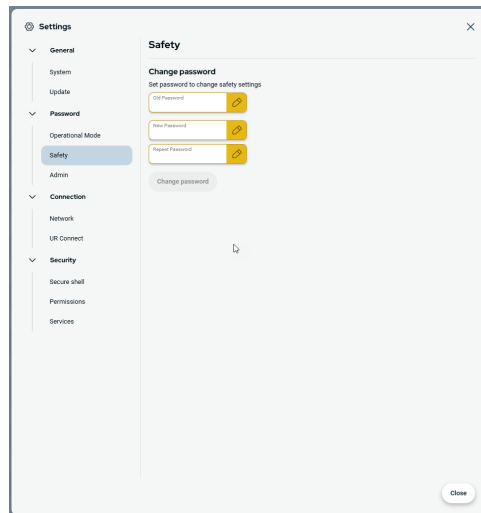 Settings
General
System
Update
Password
Operational Mode
Safety
Admin
Connection
Network
UR Connect
Security
Secure shell
Permissions
Services
Safety
Change password
Set password to change safety settings
Old Password
New Password
Repeat Password
Change password
Close